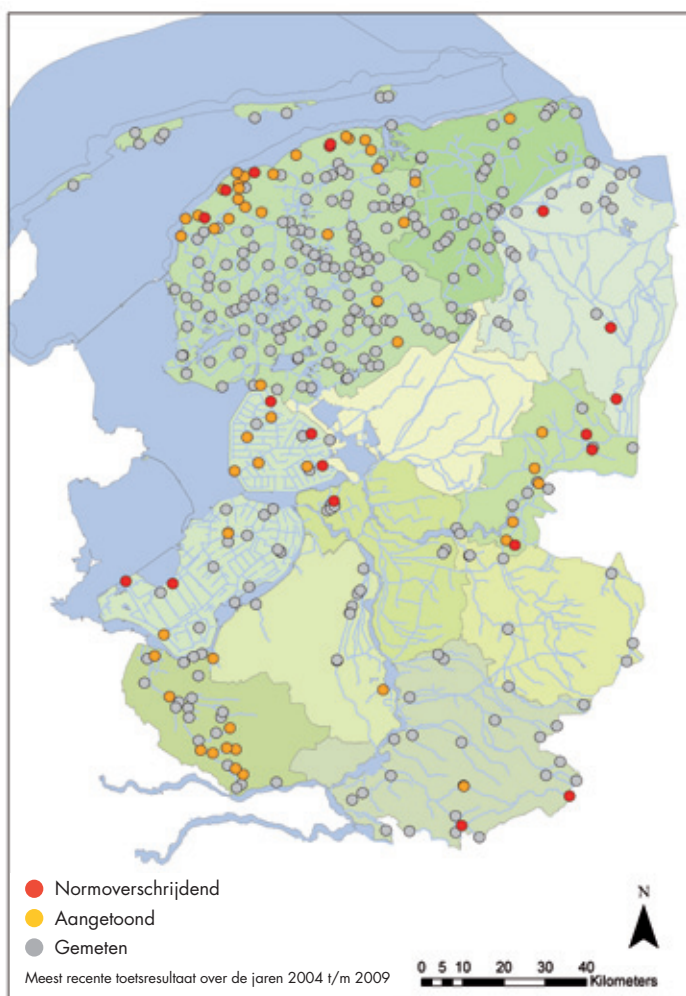 Normoverschrijdend
Aangetoond
Gemeten
Meest recente toetsresultaat over de jaren 2004 t/m 2009
N
0 5 10 20 30 40
Kilometers